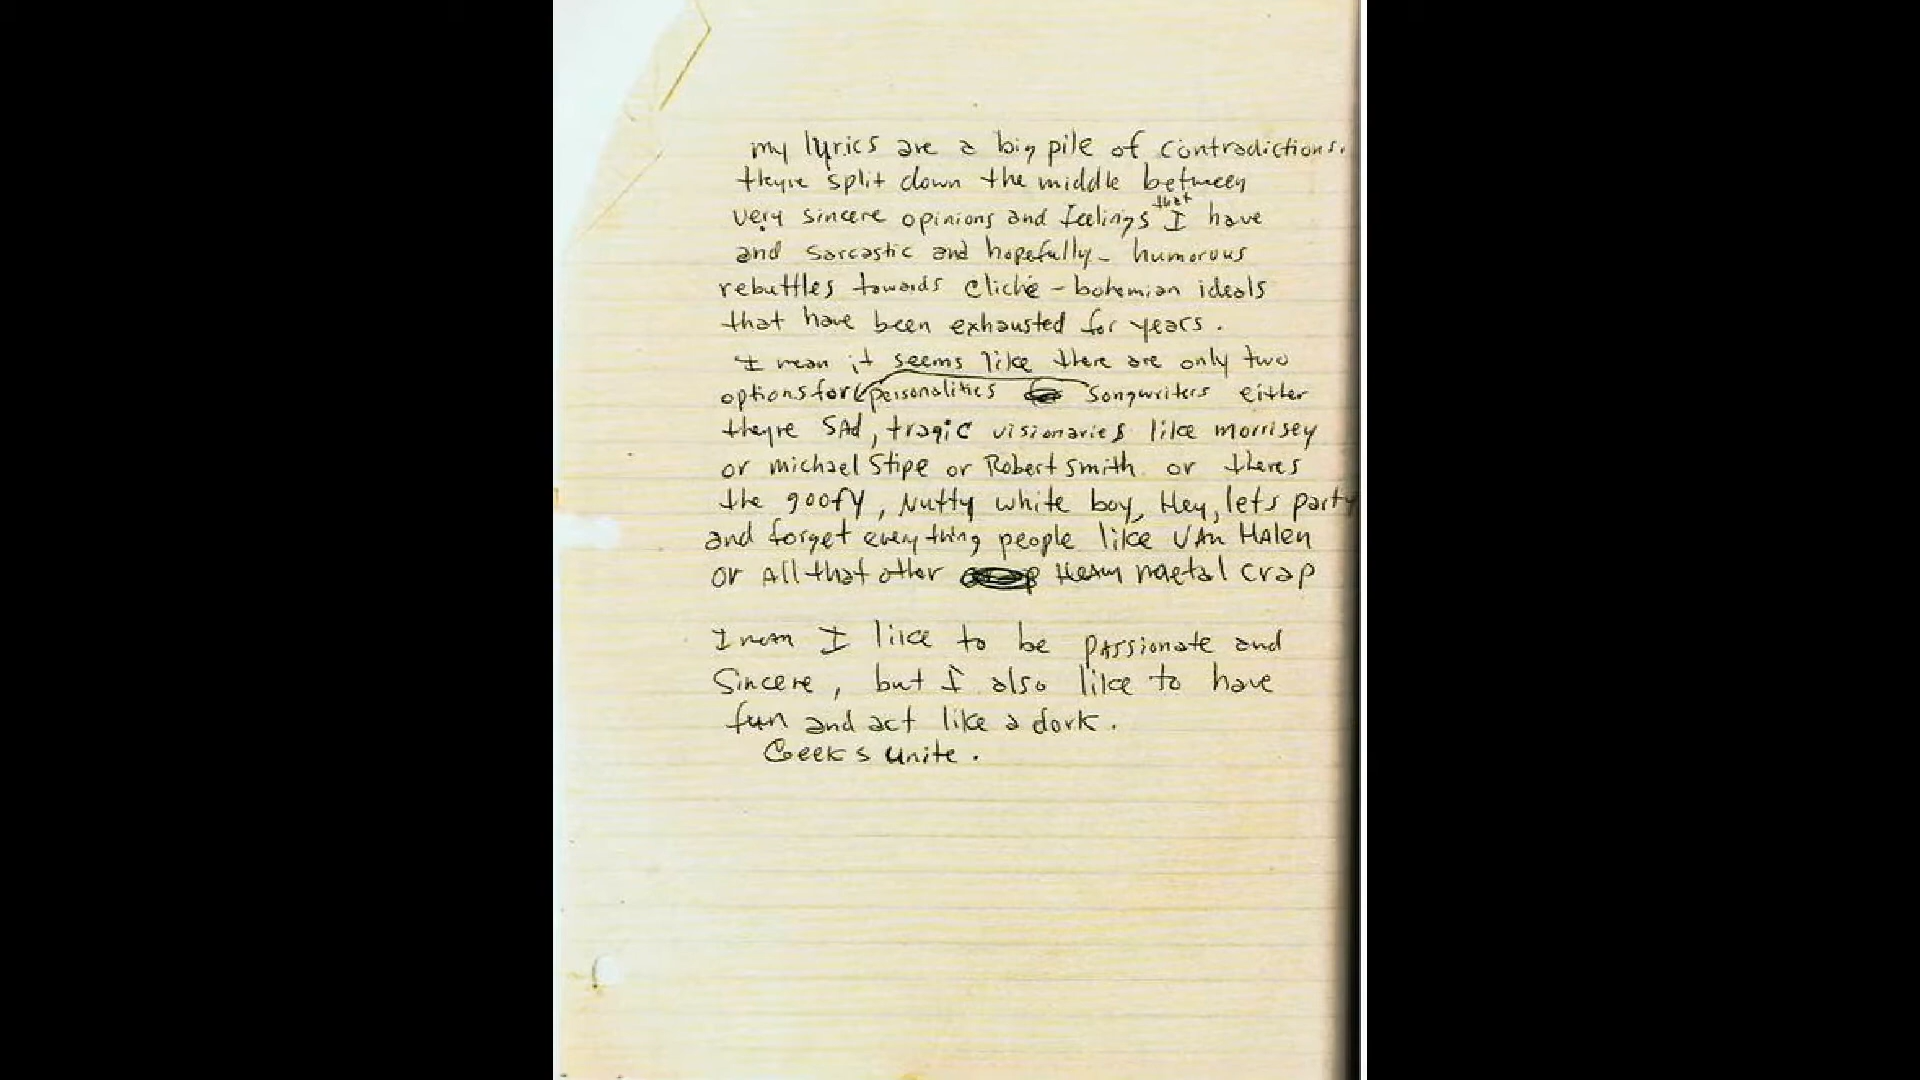 my lyrics are a big pile of contradictions.
theyre split down the middle between
very sincere opinions and feelings that I have
and sarcastic and hopefully - humorous
rebuttles towards cliché - bohemian ideals
that have been exhausted for years.
I mean it seems like there are only two
options for personalities songwriters either
theyre SAd, tragic visionaries like morrisey
or michael Stipe or Robert smith or theres
the goofy, Nutty white boy, Hey, lets party
and forget everything people like VAn HAlen
or All that other Heavy metal crap
I mean I like to be pAssionate and
Sincere, but I also like to have
fun and act like a dork.
Geeks unite.